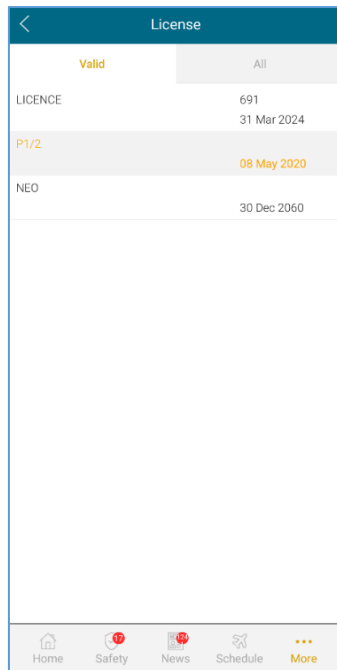 License
Valid
All
LICENCE 691
31 Mar 2024
P1/2
08 May 2020
NEO
30 Dec 2060
17
124
Home Safety News Schedule More